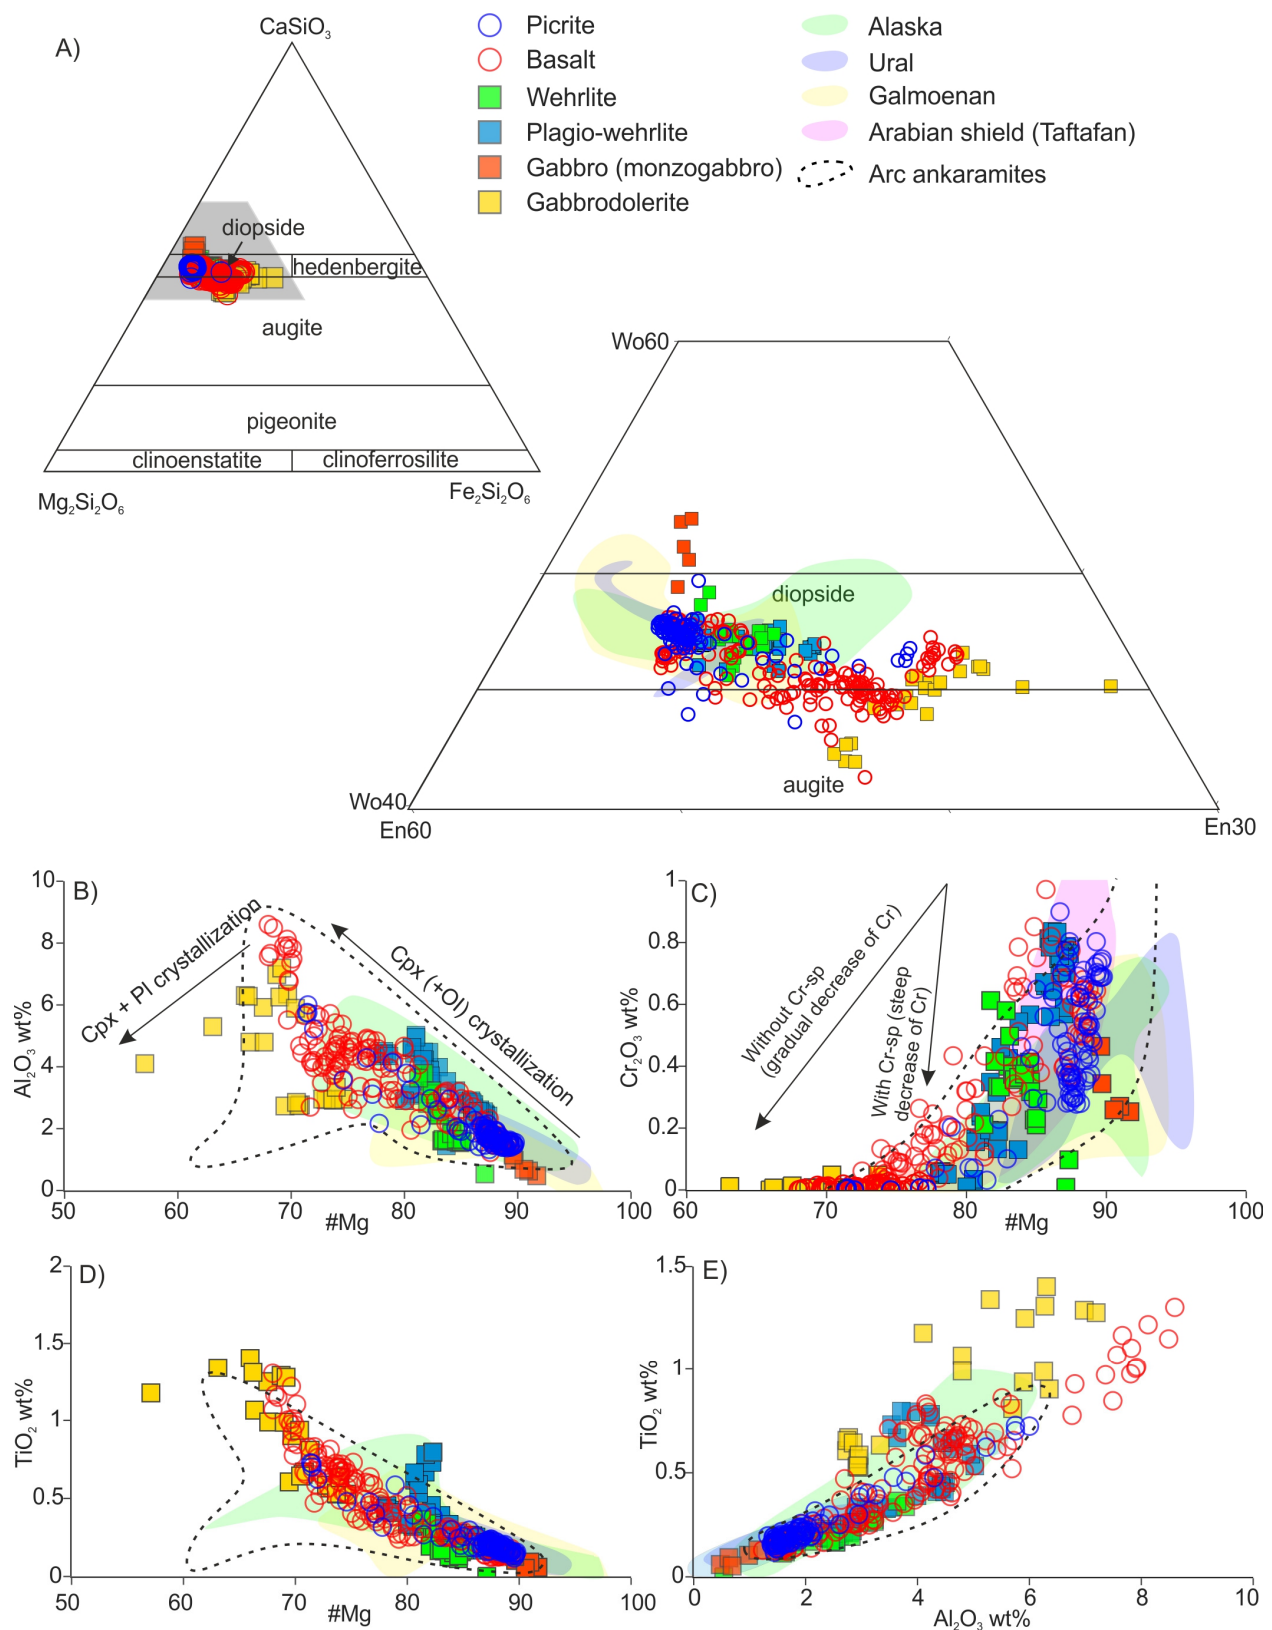 A)
CaSiO3
diopside
hedenbergite
augite
pigeonite
clinoenstatite
clinoferrosilite
Mg2Si2O6
Fe2Si2O6
Picrite
Basalt
Wehrlite
Plagio-wehrlite
Gabbro (monzogabbro)
Gabbrodolerite
Alaska
Ural
Galmoenan
Arabian shield (Taftafan)
Arc ankaramites
Wo60
diopside
augite
Wo40
En60
En30
B)
10
8
6
4
2
0
Al2O3 wt%
Cpx + Pl crystallization
Cpx (+Ol) crystallization
50
60
70
80
90
100
#Mg
C)
1
0.8
0.6
0.4
0.2
0
Cr2O3 wt%
Without Cr-sp
(gradual decrease of Cr)
With Cr-sp (steep
decrease of Cr)
60
70
80
90
100
#Mg
D)
2
1.5
1
0.5
0
TiO2 wt%
50
60
70
80
90
100
#Mg
E)
1.5
1
0.5
0
TiO2 wt%
0
2
4
6
8
10
Al2O3 wt%